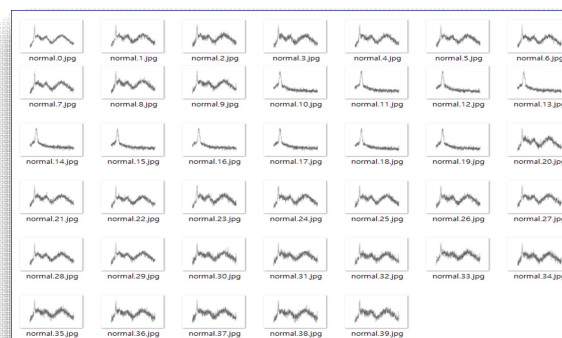 normal.0.jpg normal.1.jpg normal.2.jpg normal.3.jpg normal.4.jpg normal.5.jpg normal.6.jpg
normal.7.jpg normal.8.jpg normal.9.jpg normal.10.jpg normal.11.jpg normal.12.jpg normal.13.jpg
normal.14.jpg normal.15.jpg normal.16.jpg normal.17.jpg normal.18.jpg normal.19.jpg normal.20.jpg
normal.21.jpg normal.22.jpg normal.23.jpg normal.24.jpg normal.25.jpg normal.26.jpg normal.27.jpg
normal.28.jpg normal.29.jpg normal.30.jpg normal.31.jpg normal.32.jpg normal.33.jpg normal.34.jpg
normal.35.jpg normal.36.jpg normal.37.jpg normal.38.jpg normal.39.jpg